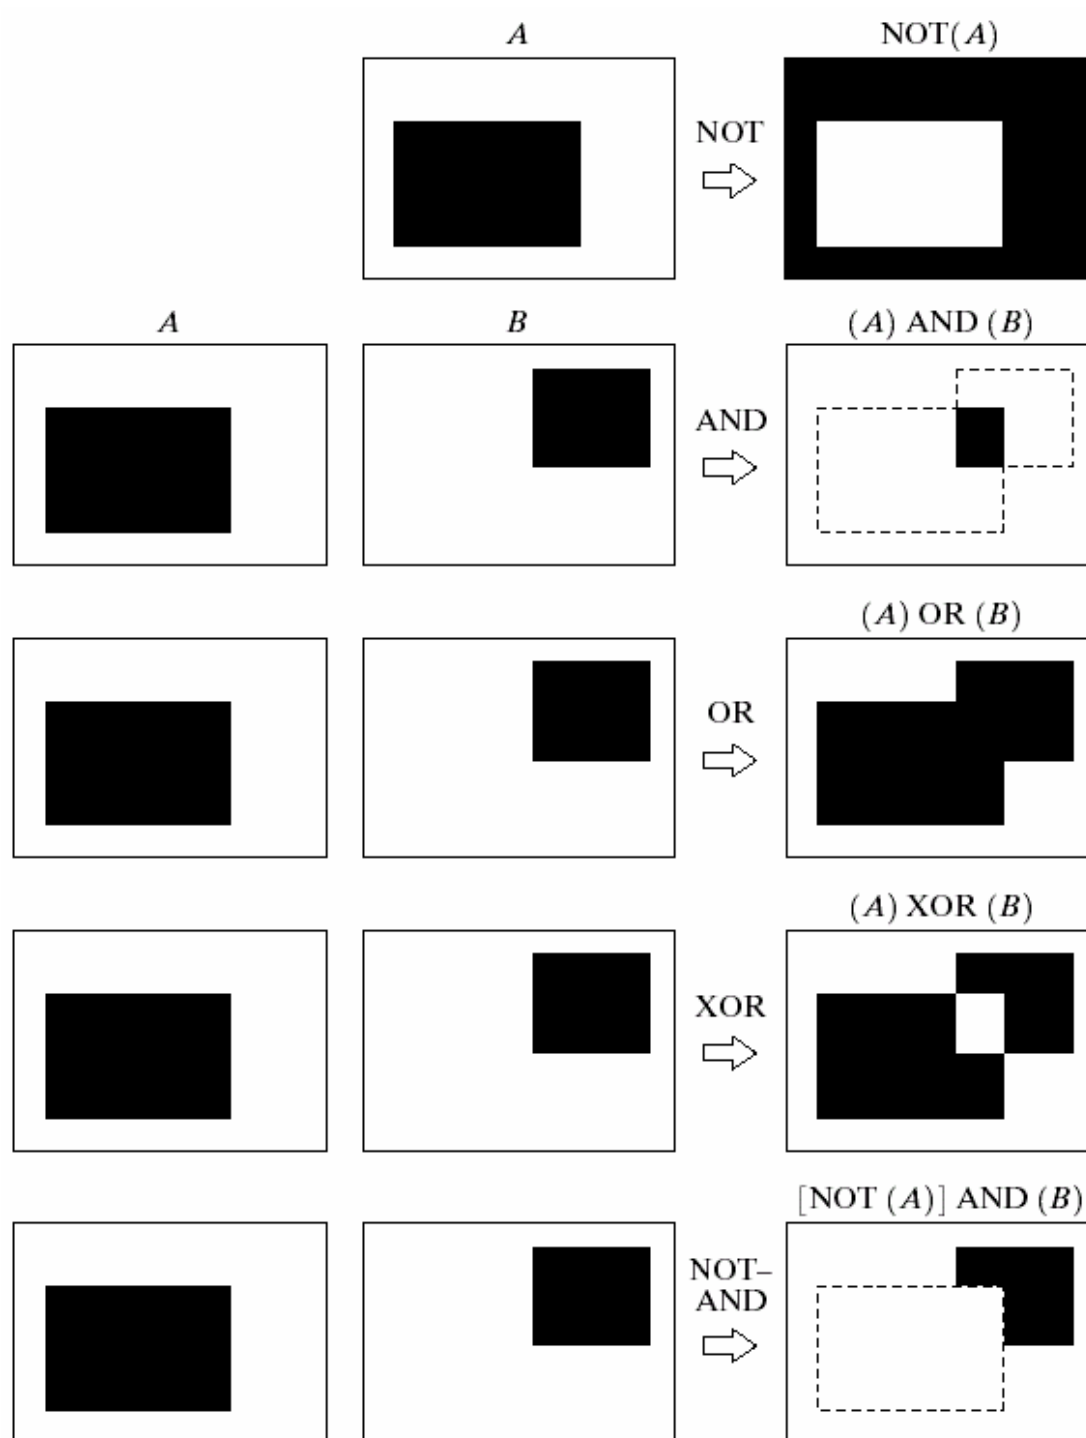 A
NOT(A)
NOT
A
B
(A) AND (B)
AND
(A) OR (B)
OR
(A) XOR (B)
XOR
[NOT (A)] AND (B)
NOT–
AND